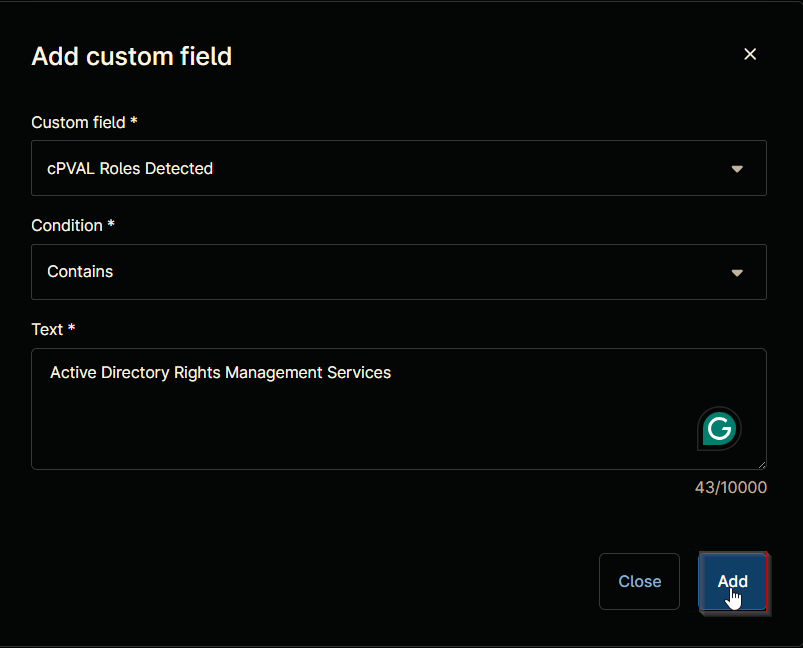 Add custom field
Custom field *
cPVAL Roles Detected
Condition *
Contains
Text *
Active Directory Rights Management Services
43/10000
Close
Add